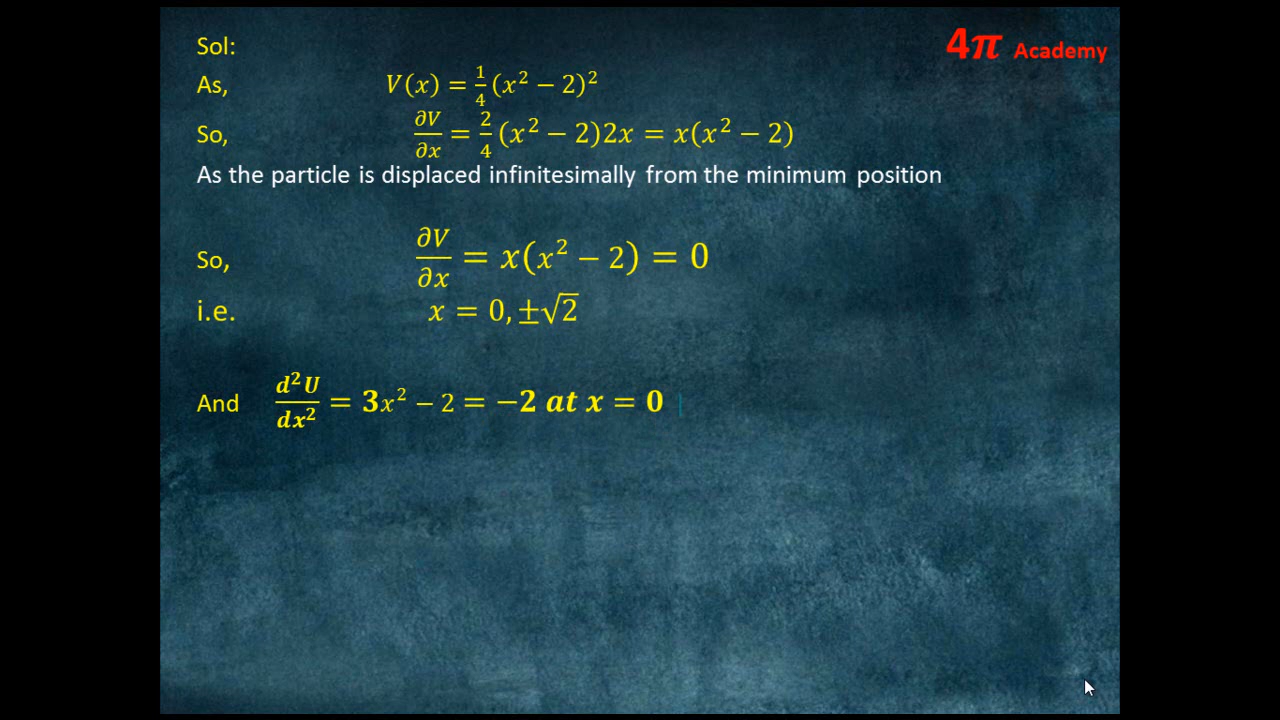 Sol:
4π Academy
As, V(x) = 1/4 (x² − 2)²
So, ∂V/∂x = 2/4 (x² − 2)2x = x(x² − 2)
As the particle is displaced infinitesimally from the minimum position
So, ∂V/∂x = x(x² − 2) = 0
i.e. x = 0, ±√2
And d²U/dx² = 3x² − 2 = −2 at x = 0